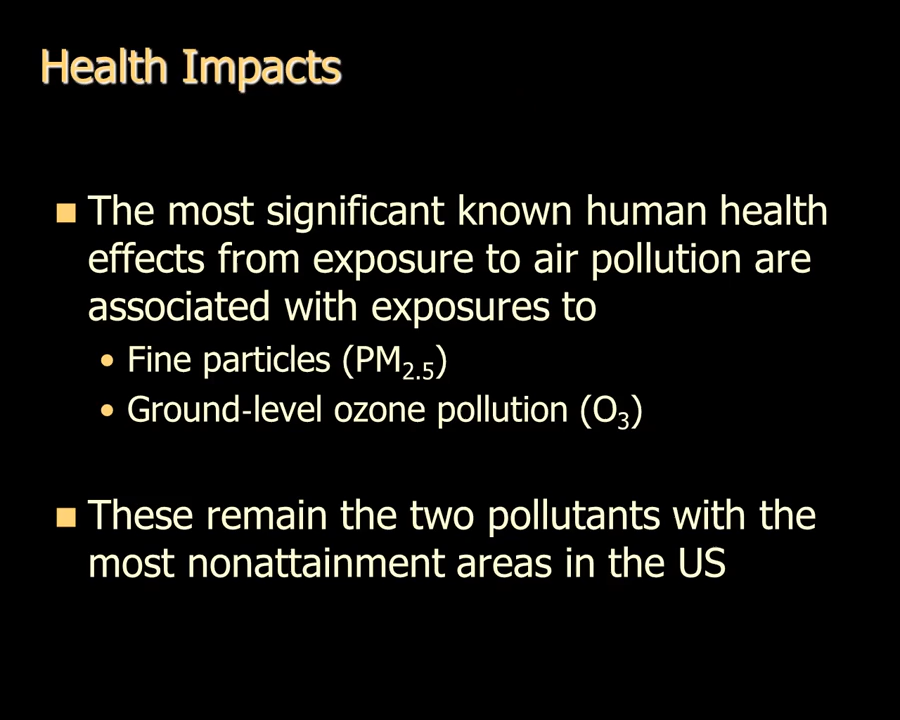 Health Impacts
■ The most significant known human health
effects from exposure to air pollution are
associated with exposures to
• Fine particles (PM₂.₅)
• Ground-level ozone pollution (O₃)
■ These remain the two pollutants with the
most nonattainment areas in the US